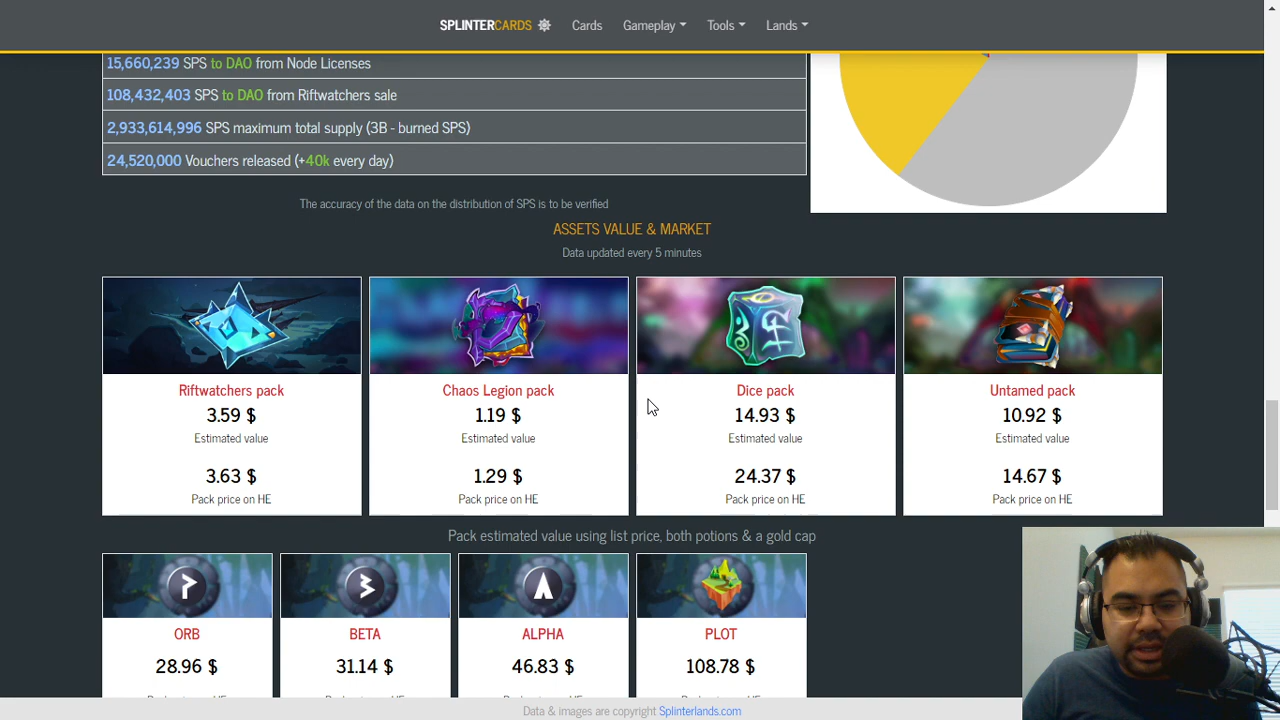 SPLINTERCARDS Cards Gameplay Tools Lands
15,660,239 SPS to DAO from Node Licenses
108,432,403 SPS to DAO from Riftwatchers sale
2,933,614,996 SPS maximum total supply (3B - burned SPS)
24,520,000 Vouchers released (+40k every day)
The accuracy of the data on the distribution of SPS is to be verified
ASSETS VALUE & MARKET
Data updated every 5 minutes
Riftwatchers pack
3.59 $
Estimated value
3.63 $
Pack price on HE
Chaos Legion pack
1.19 $
Estimated value
1.29 $
Pack price on HE
Dice pack
14.93 $
Estimated value
24.37 $
Pack price on HE
Untamed pack
10.92 $
Estimated value
14.67 $
Pack price on HE
Pack estimated value using list price, both potions & a gold cap
ORB
28.96 $
BETA
31.14 $
ALPHA
46.83 $
PLOT
108.78 $
Data & images are copyright Splinterlands.com